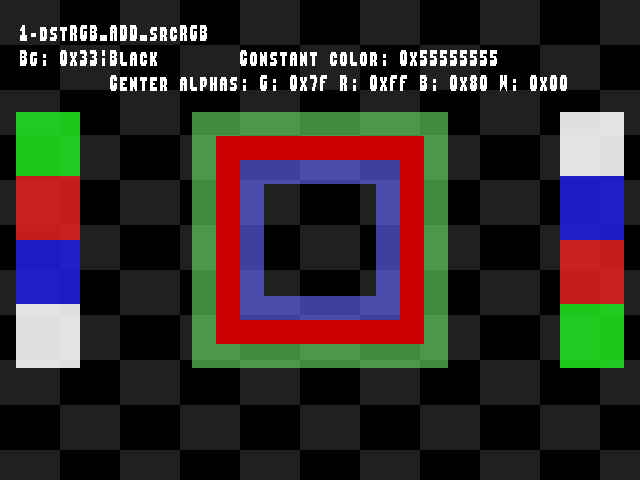 1-dstRGB_ADD_srcRGB
Bg: 0x33|Black Constant color: 0x55555555
Center alphas: G: 0x7f R: 0xff B: 0x80 W: 0x00